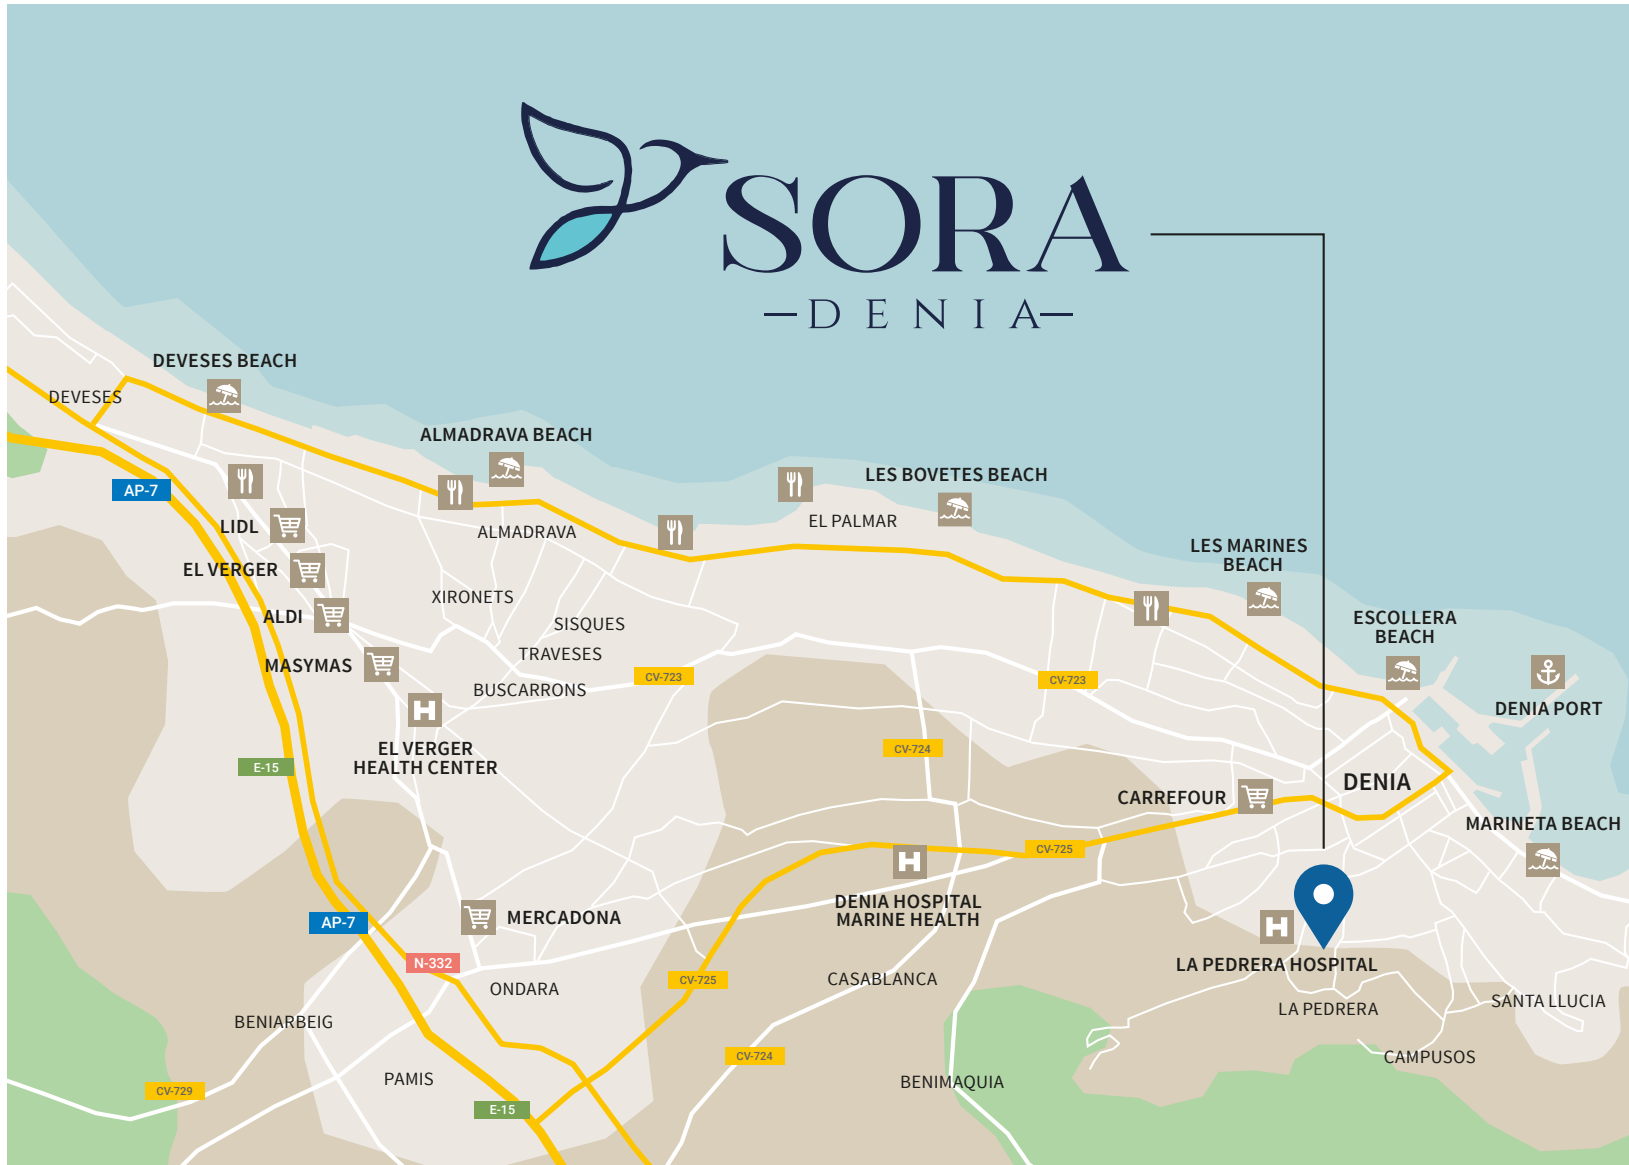 SORA
DENIA
DEVESES BEACH
DEVESES
ALMADRAVA BEACH
LES BOVETES BEACH
AP-7
LIDL
EL PALMAR
ALMADRAVA
LES MARINES
BEACH
EL VERGER
XIRONETS
ALDI
SISQUES
ESCOLLERA
BEACH
TRAVESES
MASYMAS
CV-723
CV-723
BUSCARRONS
H
DENIA PORT
EL VERGER
HEALTH CENTER
CV-724
E-15
DENIA
CARREFOUR
MARINETA BEACH
CV-725
H
DENIA HOSPITAL
MARINE HEALTH
MERCADONA
AP-7
H
N-332
LA PEDRERA HOSPITAL
CV-725
CASABLANCA
ONDARA
SANTA LLUCIA
LA PEDRERA
BENIARBEIG
CV-724
CAMPUSOS
PAMIS
BENIMAQUIA
CV-729
E-15